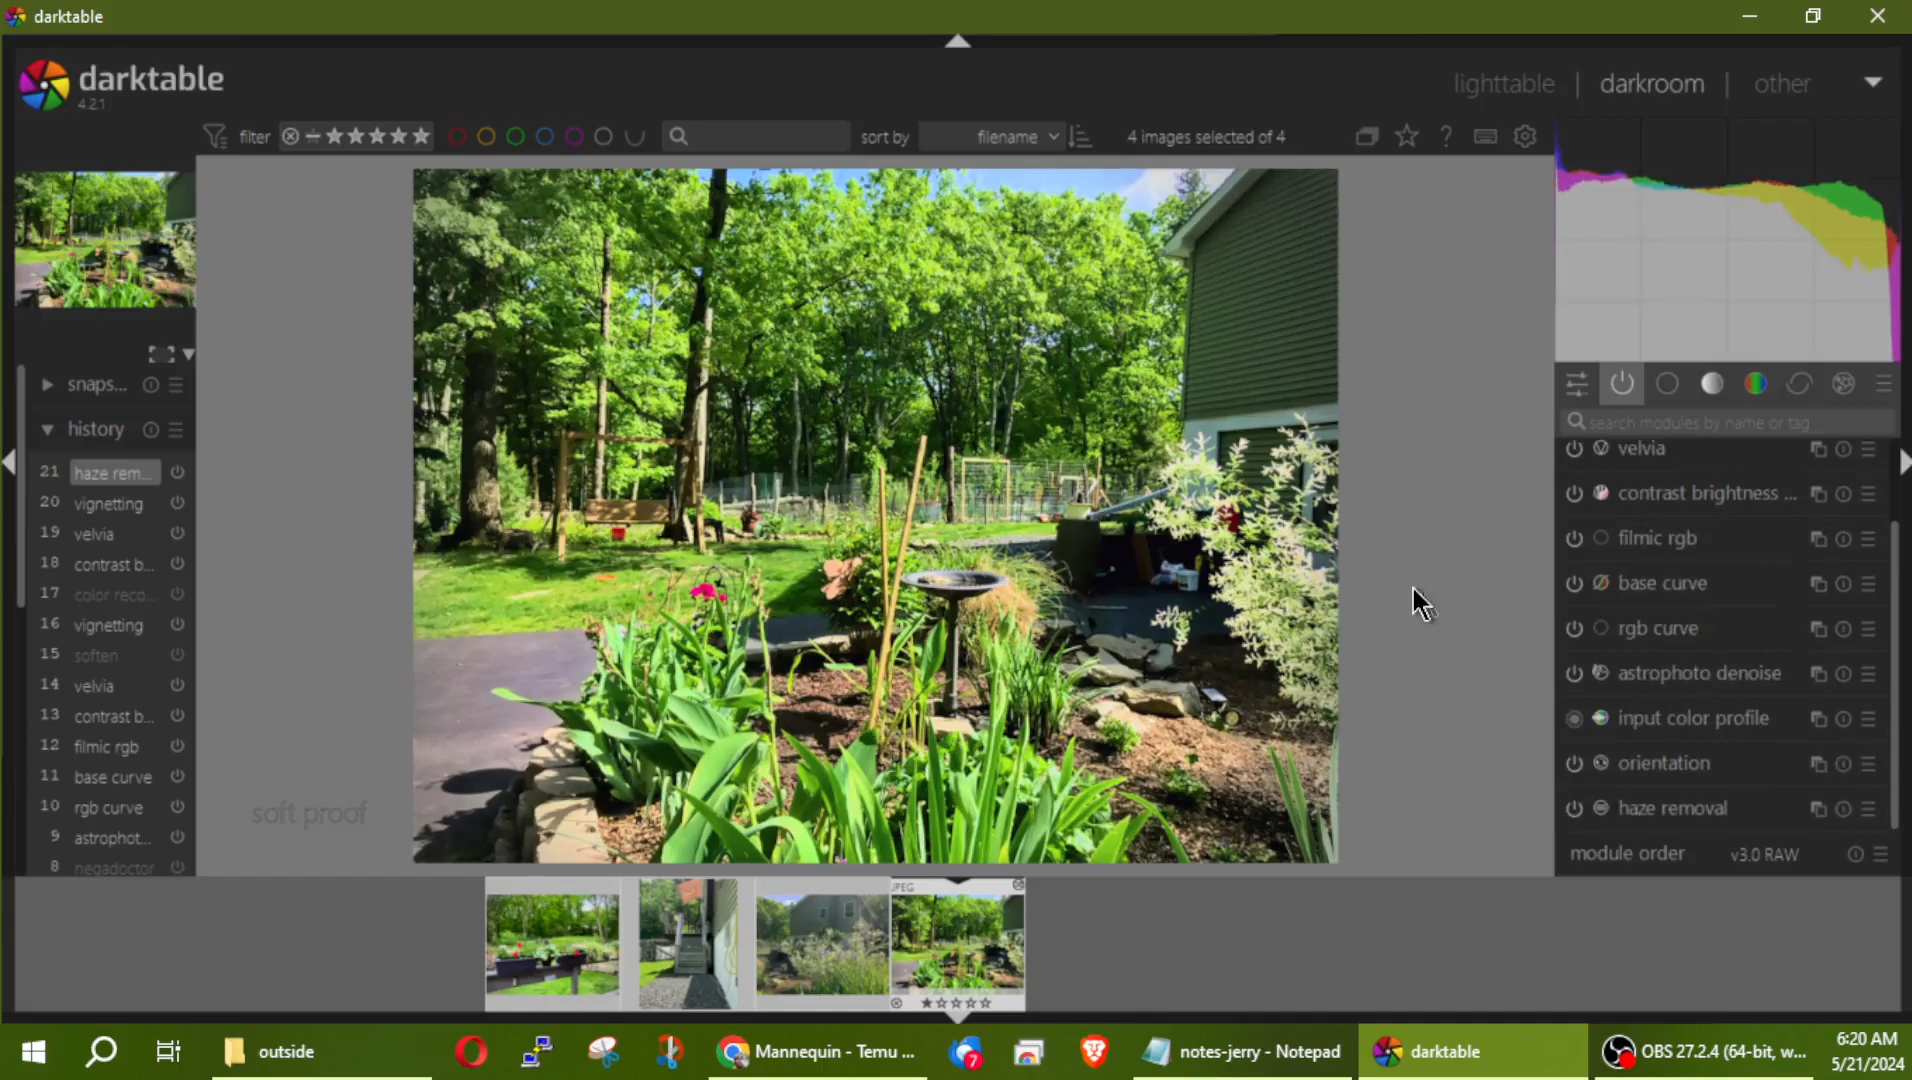 darktable
darktable
4.2.1
lighttable | darkroom | other
filter
sort by filename
4 images selected of 4
snaps...
history
21 haze rem...
20 vignetting
19 velvia
18 contrast b...
17 color reco...
16 vignetting
15 soften
14 velvia
13 contrast b...
12 filmic rgb
11 base curve
10 rgb curve
9 astrophot...
8 negadoctor
soft proof
search modules by name or tag
velvia
contrast brightness ...
filmic rgb
base curve
rgb curve
astrophoto denoise
input color profile
orientation
haze removal
module order v3.0 RAW
JPEG
outside
Mannequin - Temu ...
7
notes-jerry - Notepad
darktable
OBS 27.2.4 (64-bit, w...
6:20 AM
5/21/2024